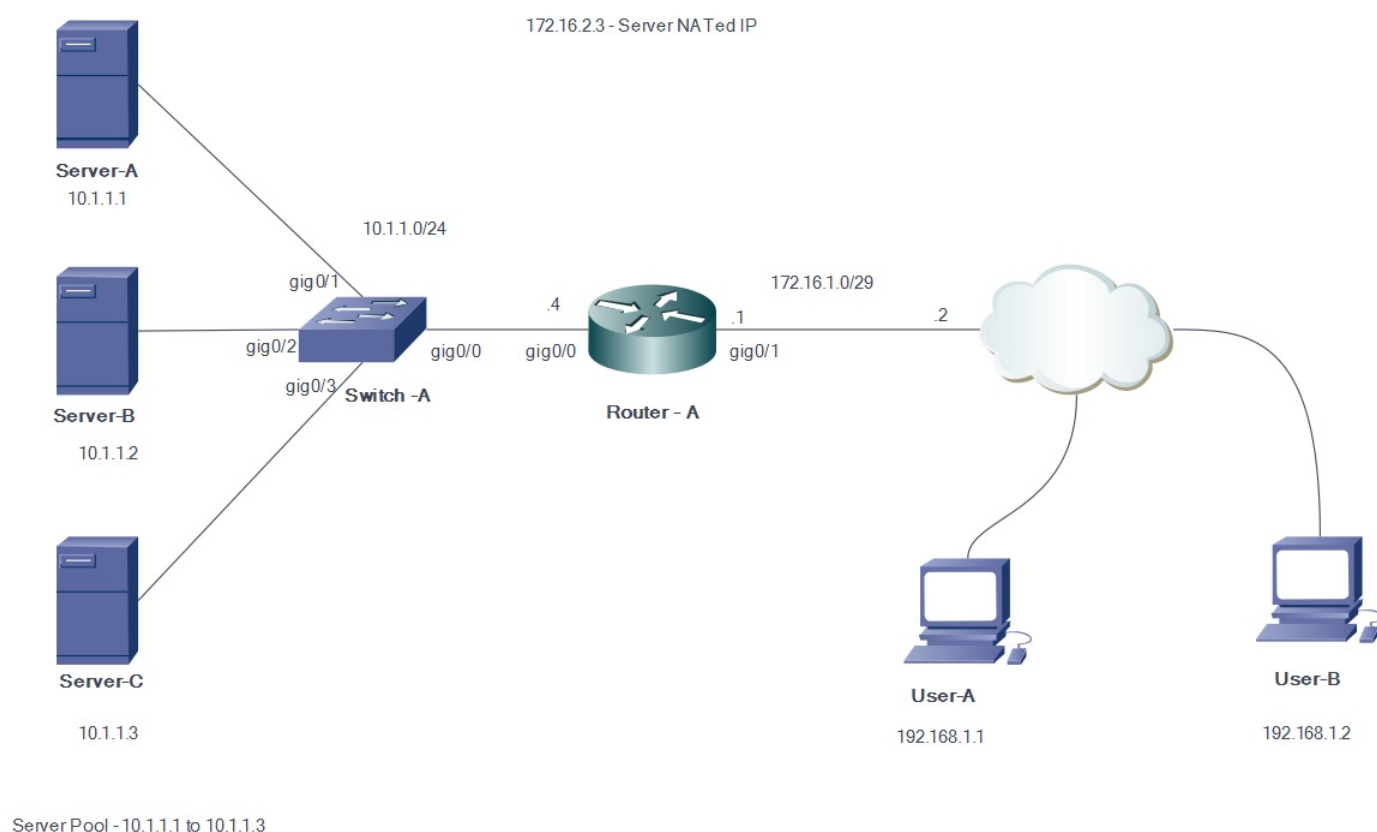 172.16.2.3 - Server NATed IP
Server-A
10.1.1.1
10.1.1.0/24
gig0/1
172.16.1.0/29
.4
.1
.2
gig0/2
gig0/0
gig0/0
gig0/1
gig0/3
Switch -A
Server-B
Router - A
10.1.1.2
Server-C
User-A
User-B
10.1.1.3
192.168.1.1
192.168.1.2
Server Pool - 10.1.1.1 to 10.1.1.3